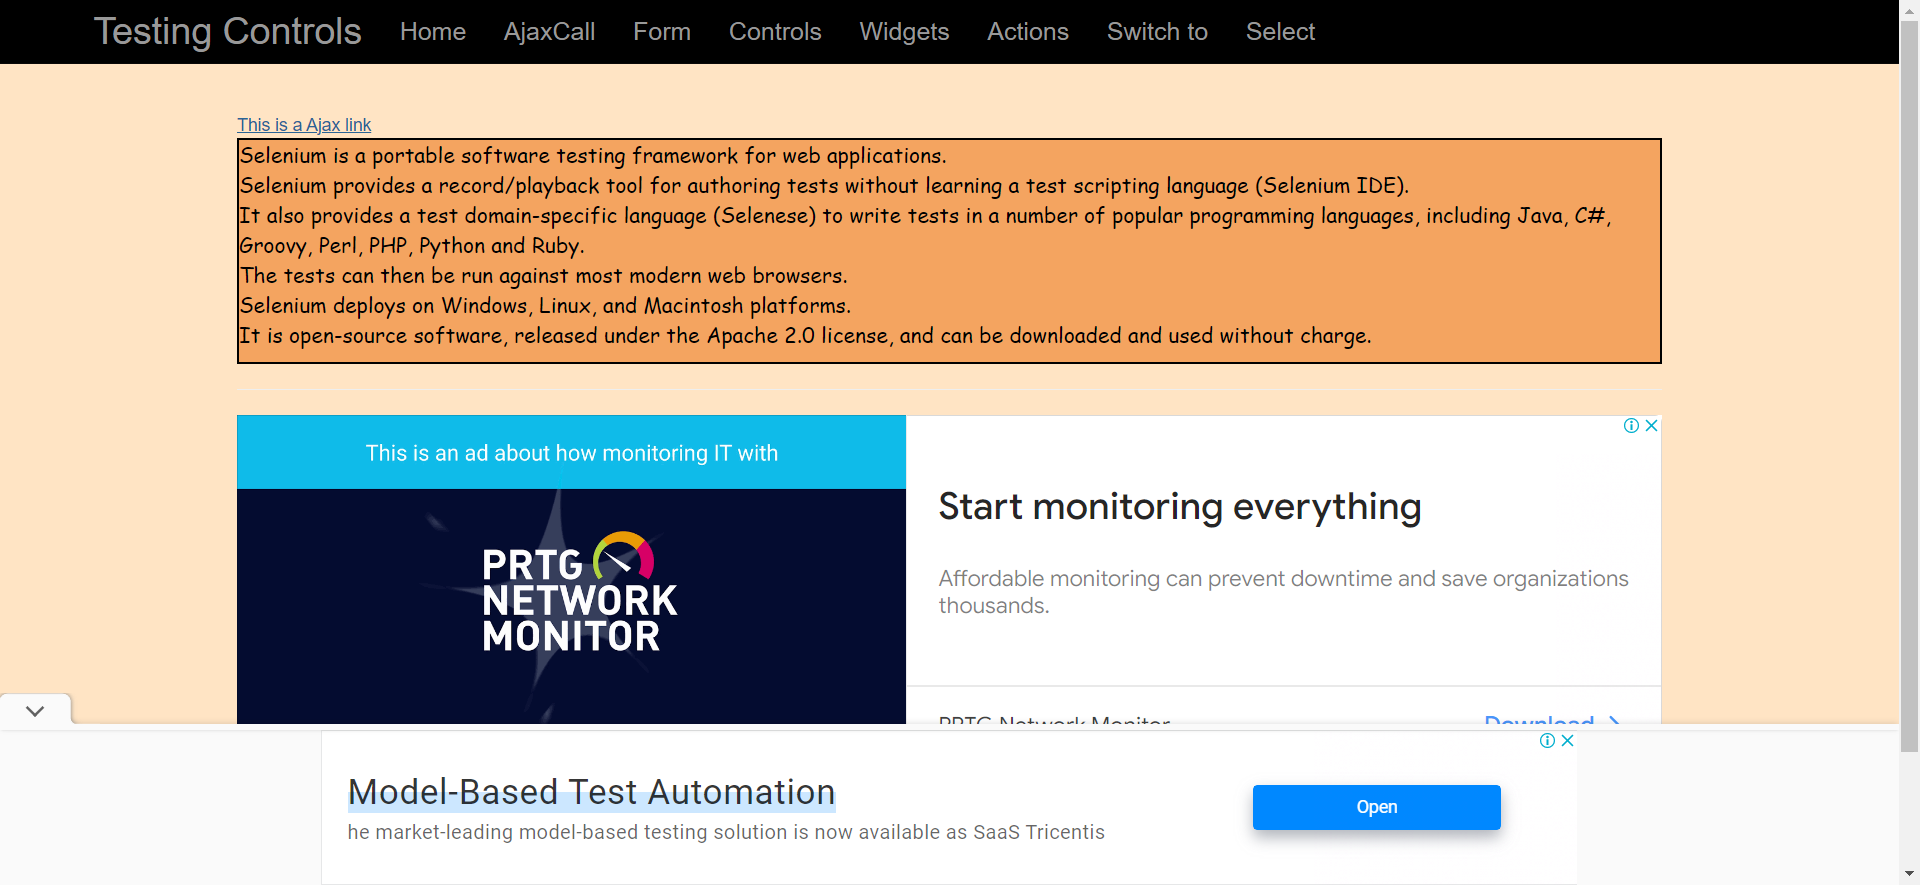 Testing Controls Home AjaxCall Form Controls Widgets Actions Switch to Select
This is a Ajax link
Selenium is a portable software testing framework for web applications.
Selenium provides a record/playback tool for authoring tests without learning a test scripting language (Selenium IDE).
It also provides a test domain-specific language (Selenese) to write tests in a number of popular programming languages, including Java, C#,
Groovy, Perl, PHP, Python and Ruby.
The tests can then be run against most modern web browsers.
Selenium deploys on Windows, Linux, and Macintosh platforms.
It is open-source software, released under the Apache 2.0 license, and can be downloaded and used without charge.
This is an ad about how monitoring IT with
PRTG
NETWORK
MONITOR
Start monitoring everything
Affordable monitoring can prevent downtime and save organizations
thousands.
PRTG Network Monitor
Download
Model-Based Test Automation
he market-leading model-based testing solution is now available as SaaS Tricentis
Open